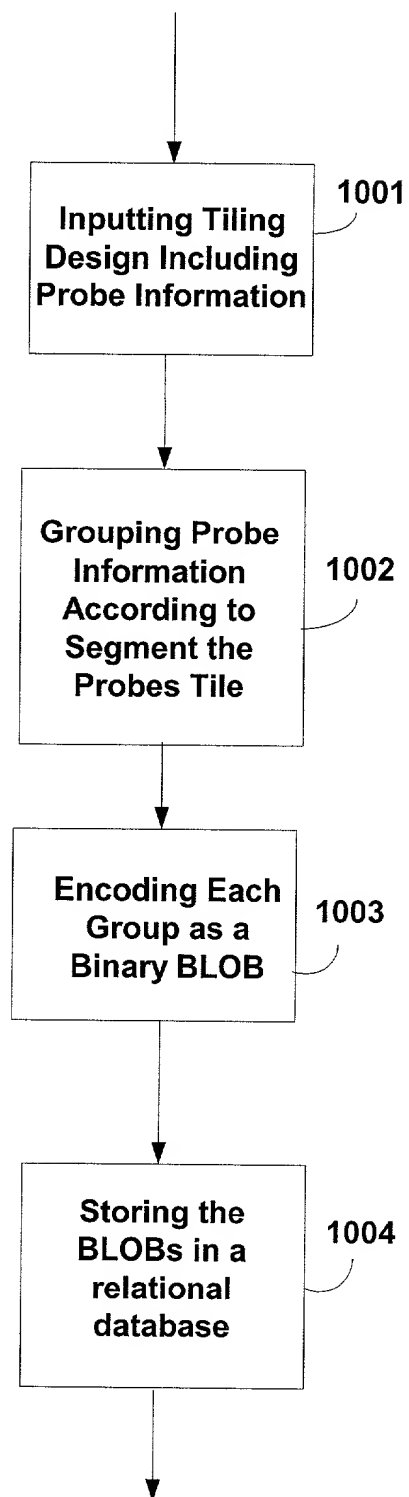 1001
Inputting Tiling
Design Including
Probe Information
Grouping Probe
Information
According to
Segment the
Probes Tile
1002
Encoding Each
Group as a
Binary BLOB
1003
Storing the
BLOBs in a
relational
database
1004